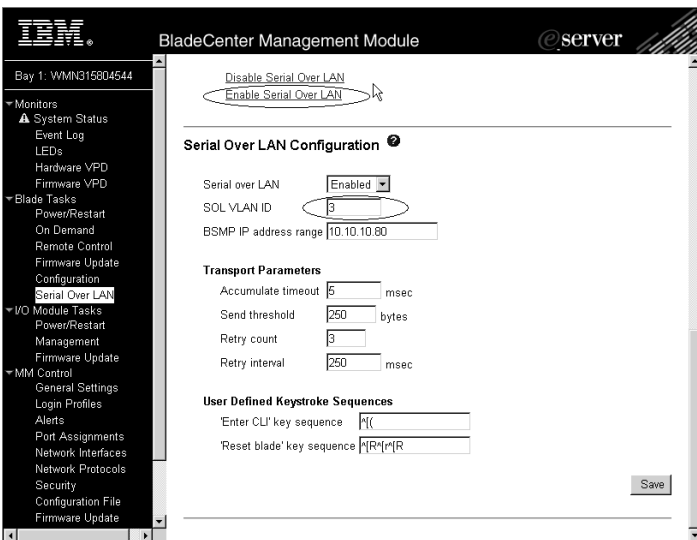 IBM.
BladeCenter Management Module
@server
Bay 1: WMN315804544
Monitors
System Status
Event Log
LEDs
Hardware VPD
Firmware VPD
Blade Tasks
Power/Restart
On Demand
Remote Control
Firmware Update
Configuration
Serial Over LAN
I/O Module Tasks
Power/Restart
Management
Firmware Update
MM Control
General Settings
Login Profiles
Alerts
Port Assignments
Network Interfaces
Network Protocols
Security
Configuration File
Firmware Update
Disable Serial Over LAN
Enable Serial Over LAN
Serial Over LAN Configuration ?
Serial over LAN Enabled
SOL VLAN ID 3
BSMP IP address range 10.10.10.80
Transport Parameters
Accumulate timeout 5 msec
Send threshold 250 bytes
Retry count 3
Retry interval 250 msec
User Defined Keystroke Sequences
'Enter CLI' key sequence ^[(
'Reset blade' key sequence ^[R^[r^[R
Save